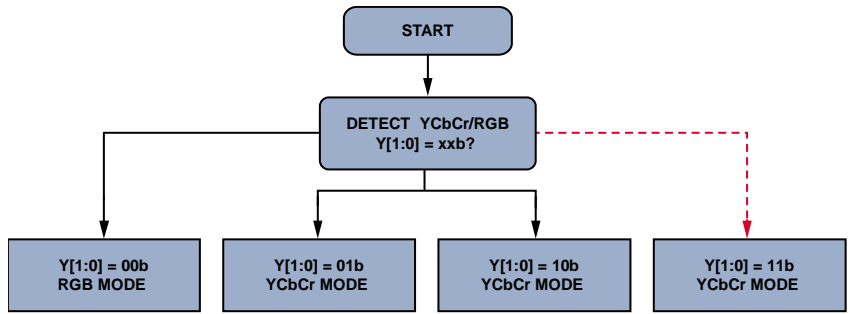 START
DETECT YCbCr/RGB
Y[1:0] = xxb?
Y[1:0] = 00b
RGB MODE
Y[1:0] = 01b
YCbCr MODE
Y[1:0] = 10b
YCbCr MODE
Y[1:0] = 11b
YCbCr MODE